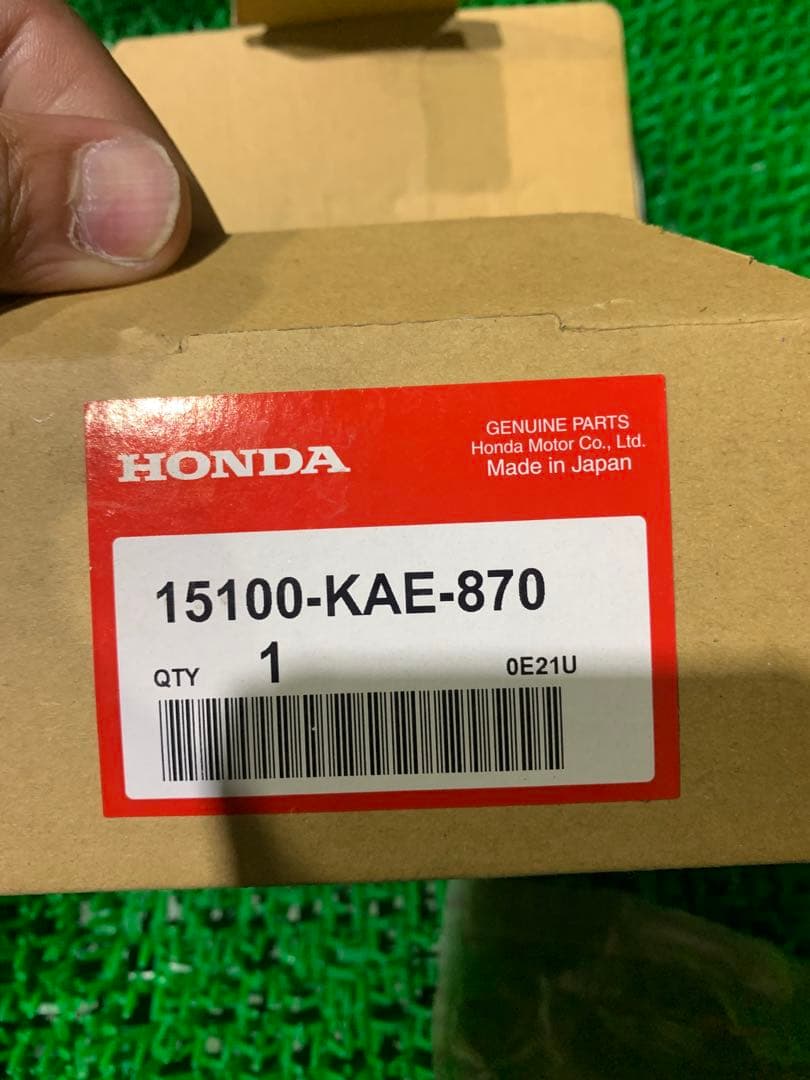 HONDA
GENUINE PARTS
Honda Motor Co., Ltd.
Made in Japan
15100-KAE-870
QTY 1 0E21U